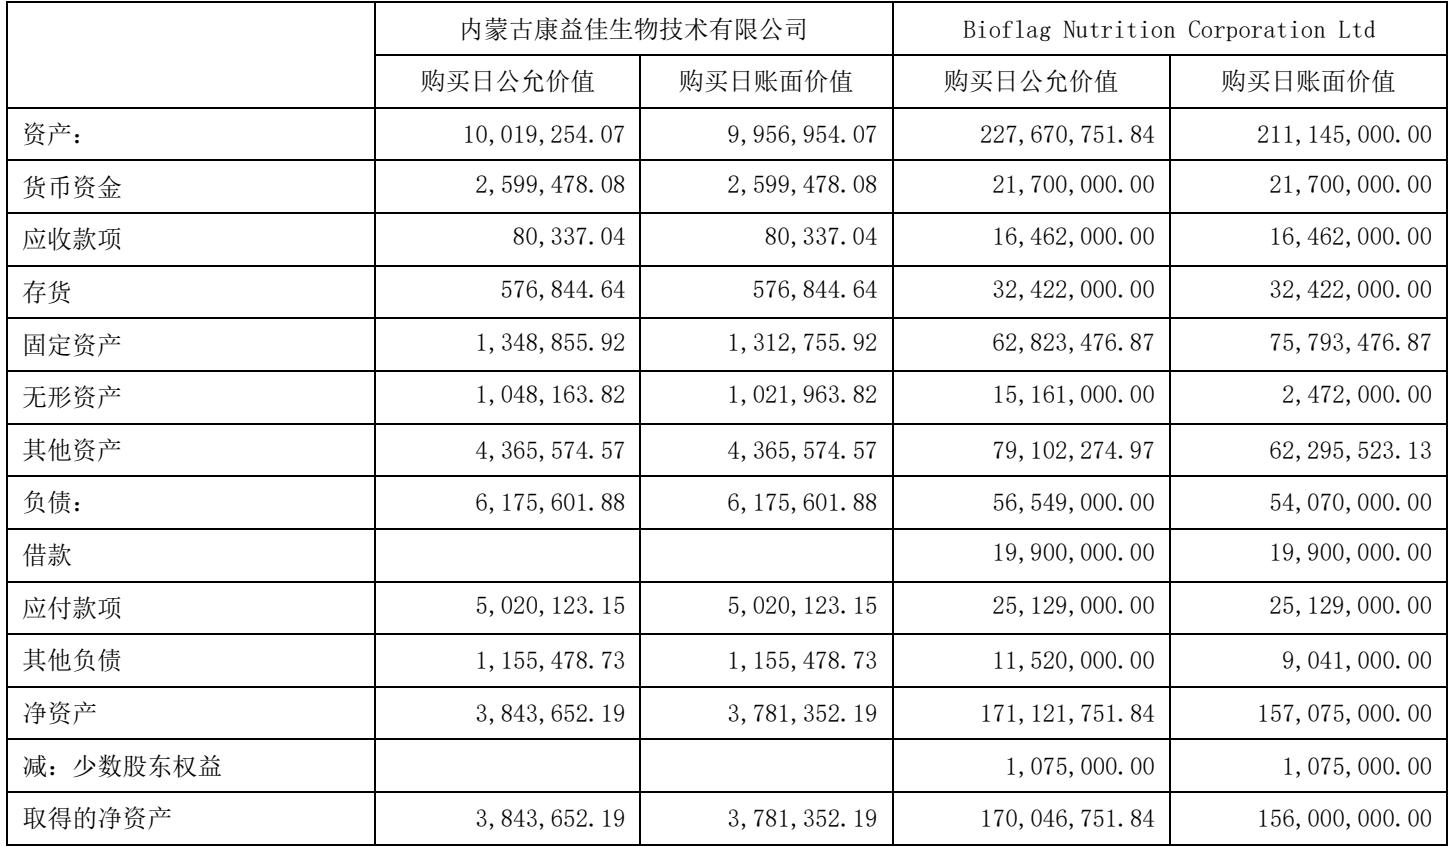 内蒙古康益佳生物技术有限公司 Bioflag Nutrition Corporation Ltd
购买日公允价值 购买日账面价值 购买日公允价值 购买日账面价值
资产： 10,019,254.07 9,956,954.07 227,670,751.84 211,145,000.00
货币资金 2,599,478.08 2,599,478.08 21,700,000.00 21,700,000.00
应收款项 80,337.04 80,337.04 16,462,000.00 16,462,000.00
存货 576,844.64 576,844.64 32,422,000.00 32,422,000.00
固定资产 1,348,855.92 1,312,755.92 62,823,476.87 75,793,476.87
无形资产 1,048,163.82 1,021,963.82 15,161,000.00 2,472,000.00
其他资产 4,365,574.57 4,365,574.57 79,102,274.97 62,295,523.13
负债： 6,175,601.88 6,175,601.88 56,549,000.00 54,070,000.00
借款 19,900,000.00 19,900,000.00
应付款项 5,020,123.15 5,020,123.15 25,129,000.00 25,129,000.00
其他负债 1,155,478.73 1,155,478.73 11,520,000.00 9,041,000.00
净资产 3,843,652.19 3,781,352.19 171,121,751.84 157,075,000.00
减：少数股东权益 1,075,000.00 1,075,000.00
取得的净资产 3,843,652.19 3,781,352.19 170,046,751.84 156,000,000.00